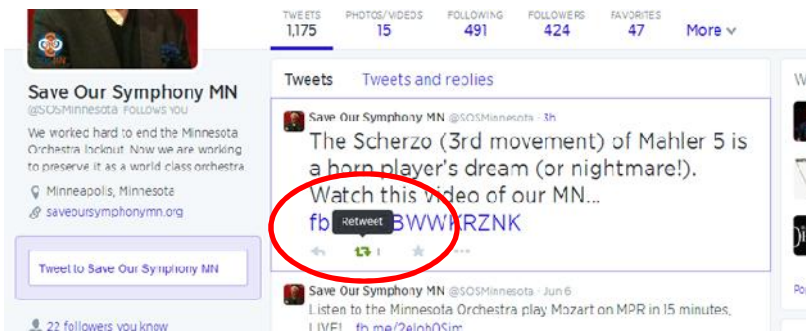 TWEETS PHOTOS/VIDEOS FOLLOWING FOLLOWERS FAVORITES
1,175 15 491 424 47 More
Save Our Symphony MN
@SOSMinnesota FOLLOWS YOU
We worked hard to end the Minnesota
Orchestra lockout. Now we are working
to preserve it as a world class orchestra
Minneapolis, Minnesota
saveoursymphonymn.org
Tweet to Save Our Symphony MN
22 followers you know
Tweets Tweets and replies
Save Our Symphony MN @SOSMinnesota · 3h
The Scherzo (3rd movement) of Mahler 5 is
a horn player's dream (or nightmare!).
Watch this video of our MN...
fb BWWKRZNK
Retweet
1
Save Our Symphony MN @SOSMinnesota · Jun 6
Listen to the Minnesota Orchestra play Mozart on MPR in 15 minutes,
LIVE!